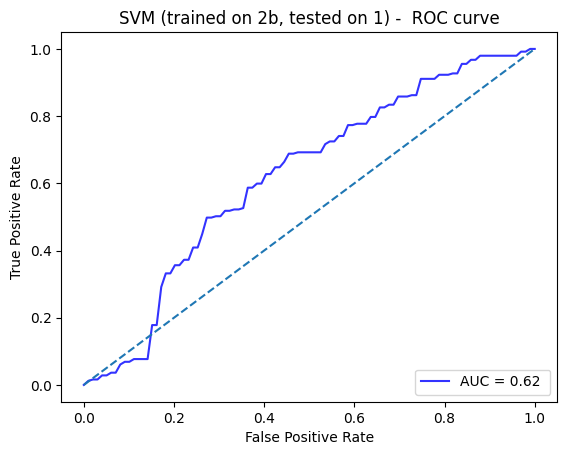 SVM (trained on 2b, tested on 1) -  ROC curve
1.0
0.8
0.6
0.4
0.2
0.0
True Positive Rate
AUC = 0.62
0.0 0.2 0.4 0.6 0.8 1.0
False Positive Rate